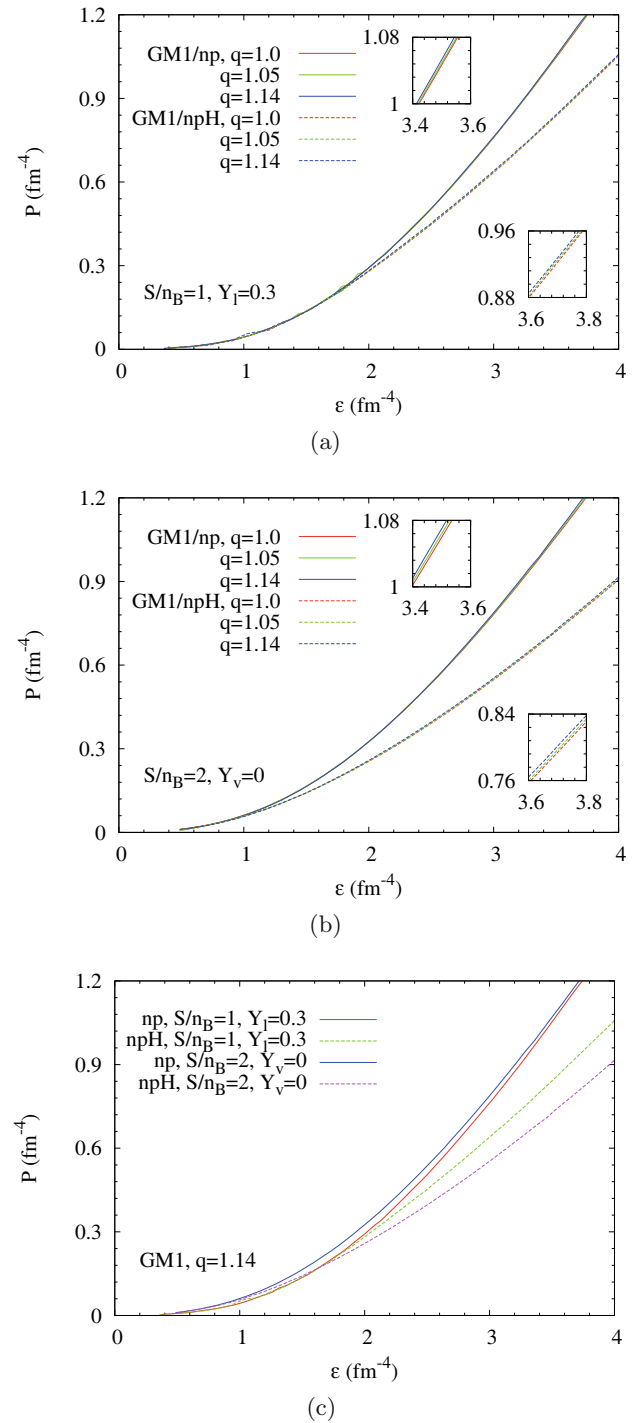 1.2
0.9
0.6
0.3
0
P (fm-4)
GM1/np, q=1.0
q=1.05
q=1.14
GM1/npH, q=1.0
q=1.05
q=1.14
1.08
1
3.4 3.6
0.96
0.88
3.6 3.8
S/nB=1, Yl=0.3
0 1 2 3 4
ε (fm-4)
(a)
1.2
0.9
0.6
0.3
0
P (fm-4)
GM1/np, q=1.0
q=1.05
q=1.14
GM1/npH, q=1.0
q=1.05
q=1.14
1.08
1
3.4 3.6
0.84
0.76
3.6 3.8
S/nB=2, Yν=0
0 1 2 3 4
ε (fm-4)
(b)
1.2
0.9
0.6
0.3
0
P (fm-4)
np, S/nB=1, Yl=0.3
npH, S/nB=1, Yl=0.3
np, S/nB=2, Yν=0
npH, S/nB=2, Yν=0
GM1, q=1.14
0 1 2 3 4
ε (fm-4)
(c)